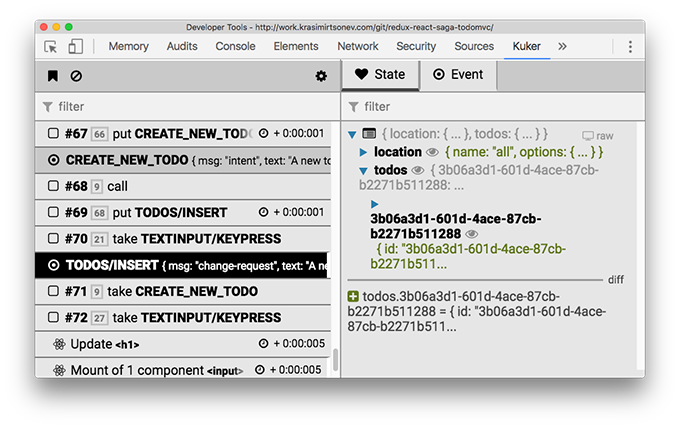 Developer Tools - http://work.krasimirtsonev.com/git/redux-react-saga-todomvc/
Memory Audits Console Elements Network Security Sources Kuker »
State Event
filter
filter
#67 66 put CREATE_NEW_TODO + 0:00:001
CREATE_NEW_TODO { msg: "intent", text: "A new to
#68 9 call
#69 68 put TODOS/INSERT + 0:00:001
#70 21 take TEXTINPUT/KEYPRESS
TODOS/INSERT { msg: "change-request", text: "A ne
#71 9 take CREATE_NEW_TODO
#72 27 take TEXTINPUT/KEYPRESS
Update <h1> + 0:00:005
Mount of 1 component <input> + 0:00:005
{ location: { ... }, todos: { ... } } raw
location { name: "all", options: { ... } }
todos { 3b06a3d1-601d-4ace-87cb-
b2271b511288: ...
3b06a3d1-601d-4ace-87cb-
b2271b511288
{ id: "3b06a3d1-601d-4ace-
87cb-b2271b511...
diff
todos.3b06a3d1-601d-4ace-87cb-
b2271b511288 = { id: "3b06a3d1-601d-4ace-
87cb-b2271b511...